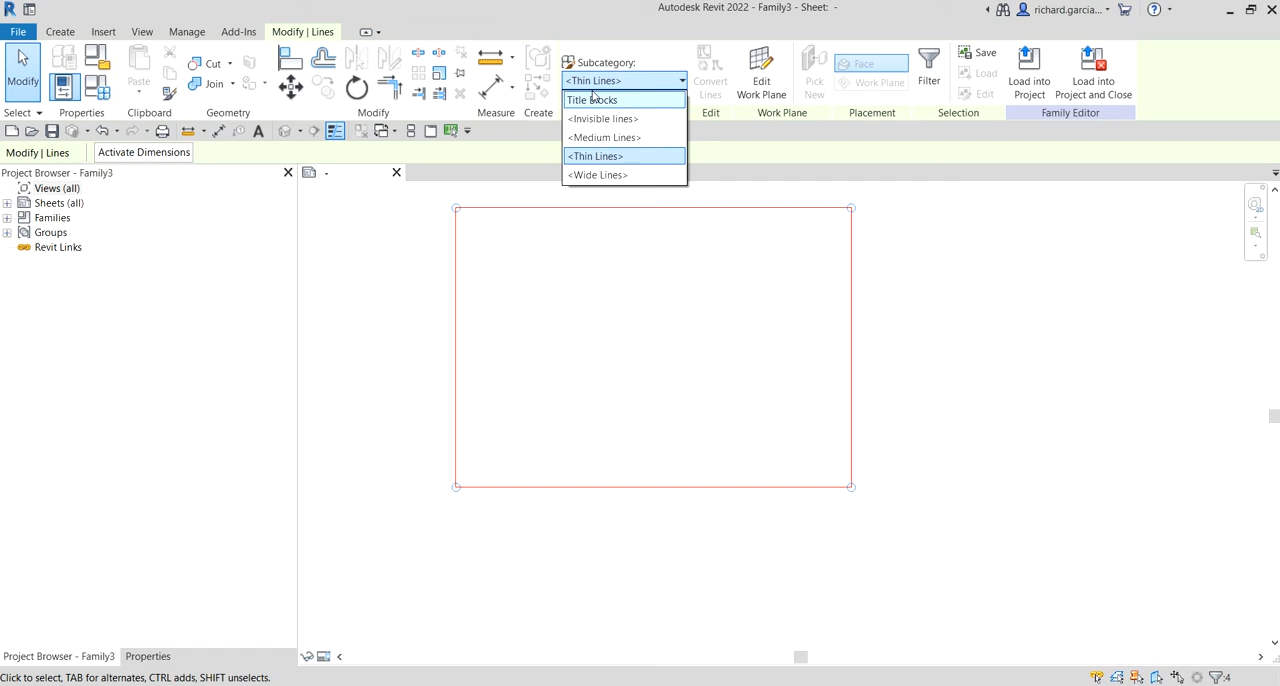 Autodesk Revit 2022 - Family3 - Sheet: -
richard.garcia...
File Create Insert View Manage Add-Ins Modify | Lines
Modify
Paste
Cut
Join
Subcategory:
<Thin Lines>
Title Blocks
<Invisible lines>
<Medium Lines>
<Thin Lines>
<Wide Lines>
Convert
Lines
Edit
Work Plane
Pick
New
Face
Work Plane
Filter
Save
Load
Edit
Load into
Project
Load into
Project and Close
Select Properties Clipboard Geometry Modify Measure Create Edit Work Plane Placement Selection Family Editor
Modify | Lines Activate Dimensions
Project Browser - Family3
-
Views (all)
Sheets (all)
Families
Groups
Revit Links
Project Browser - Family3 Properties
Click to select, TAB for alternates, CTRL adds, SHIFT unselects.
:4